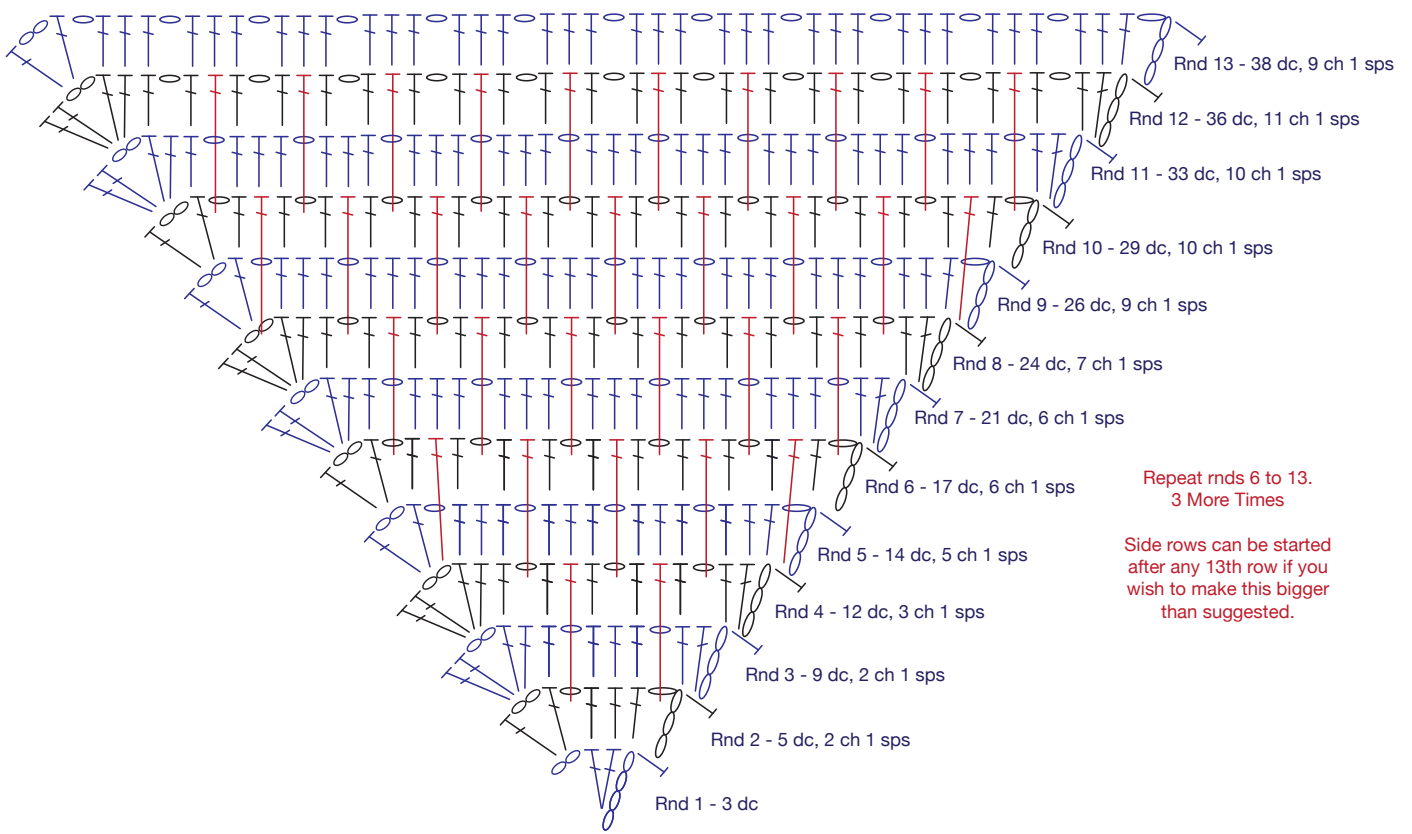 Rnd 13 - 38 dc, 9 ch 1 sps
Rnd 12 - 36 dc, 11 ch 1 sps
Rnd 11 - 33 dc, 10 ch 1 sps
Rnd 10 - 29 dc, 10 ch 1 sps
Rnd 9 - 26 dc, 9 ch 1 sps
Rnd 8 - 24 dc, 7 ch 1 sps
Rnd 7 - 21 dc, 6 ch 1 sps
Rnd 6 - 17 dc, 6 ch 1 sps
Rnd 5 - 14 dc, 5 ch 1 sps
Rnd 4 - 12 dc, 3 ch 1 sps
Rnd 3 - 9 dc, 2 ch 1 sps
Rnd 2 - 5 dc, 2 ch 1 sps
Rnd 1 - 3 dc
Repeat rnds 6 to 13.
3 More Times
Side rows can be started
after any 13th row if you
wish to make this bigger
than suggested.